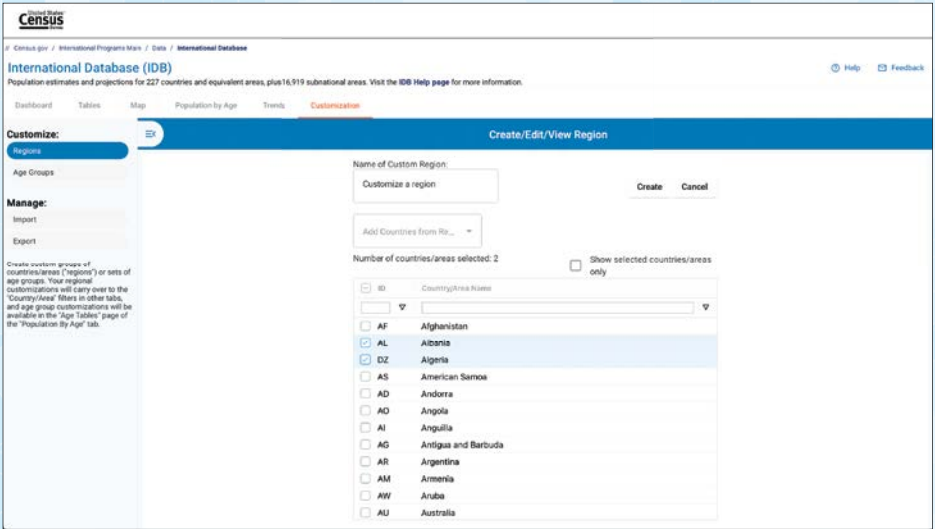 United States
Census
Bureau
// Census.gov / International Programs Main / Data / International Database
International Database (IDB)
Population estimates and projections for 227 countries and equivalent areas, plus16,919 subnational areas. Visit the IDB Help page for more information.
Help Feedback
Dashboard Tables Map Population by Age Trends Customization
Customize:
Regions
Age Groups
Manage:
Import
Export
Create custom groups of
countries/areas ("regions") or sets of
age groups. Your regional
customizations will carry over to the
"Country/Area" filters in other tabs,
and age group customizations will be
available in the "Age Tables" page of
the "Population By Age" tab.
Create/Edit/View Region
Name of Custom Region:
Customize a region
Create Cancel
Add Countries from Re...
Number of countries/areas selected: 2
Show selected countries/areas
only
ID Country/Area Name
AF Afghanistan
AL Albania
DZ Algeria
AS American Samoa
AD Andorra
AO Angola
AI Anguilla
AG Antigua and Barbuda
AR Argentina
AM Armenia
AW Aruba
AU Australia